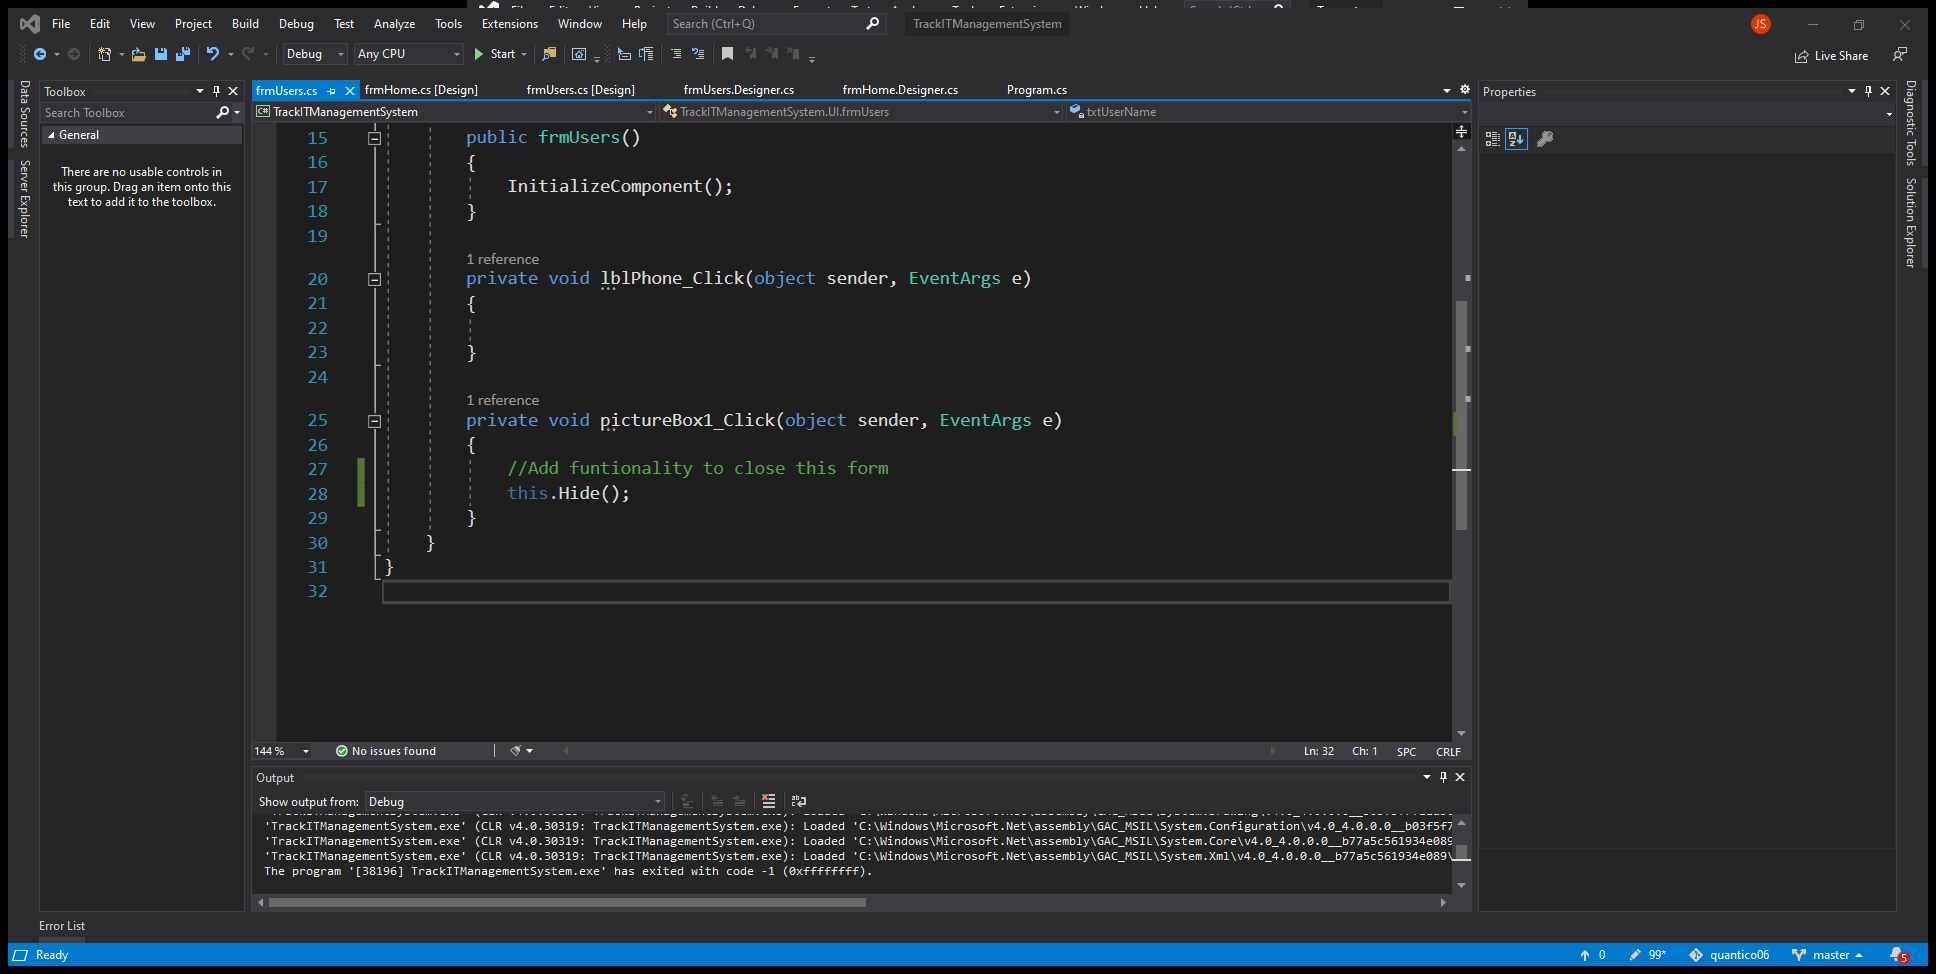 File Edit View Project Build Debug Test Analyze Tools Extensions Window Help Search (Ctrl+Q) TrackITManagementSystem JS
Debug Any CPU Start Live Share
Data Sources
Server Explorer
Toolbox
Search Toolbox
General
There are no usable controls in
this group. Drag an item onto this
text to add it to the toolbox.
frmUsers.cs frmHome.cs [Design] frmUsers.cs [Design] frmUsers.Designer.cs frmHome.Designer.cs Program.cs
C# TrackITManagementSystem TrackITManagementSystem.UI.frmUsers txtUserName
15 public frmUsers()
16 {
17 InitializeComponent();
18 }
19
1 reference
20 private void lblPhone_Click(object sender, EventArgs e)
21 {
22
23 }
24
1 reference
25 private void pictureBox1_Click(object sender, EventArgs e)
26 {
27 //Add funtionality to close this form
28 this.Hide();
29 }
30 }
31 }
32
144 % No issues found Ln: 32 Ch: 1 SPC CRLF
Output
Show output from: Debug
'TrackITManagementSystem.exe' (CLR v4.0.30319: TrackITManagementSystem.exe): Loaded 'C:\Windows\Microsoft.Net\assembly\GAC_MSIL\System.Configuration\v4.0_4.0.0.0__b03f5f7
'TrackITManagementSystem.exe' (CLR v4.0.30319: TrackITManagementSystem.exe): Loaded 'C:\Windows\Microsoft.Net\assembly\GAC_MSIL\System.Core\v4.0_4.0.0.0__b77a5c561934e089
'TrackITManagementSystem.exe' (CLR v4.0.30319: TrackITManagementSystem.exe): Loaded 'C:\Windows\Microsoft.Net\assembly\GAC_MSIL\System.Xml\v4.0_4.0.0.0__b77a5c561934e089\
The program '[38196] TrackITManagementSystem.exe' has exited with code -1 (0xffffffff).
Properties
Diagnostic Tools
Solution Explorer
Error List
Ready 0 99* quantico06 master 5